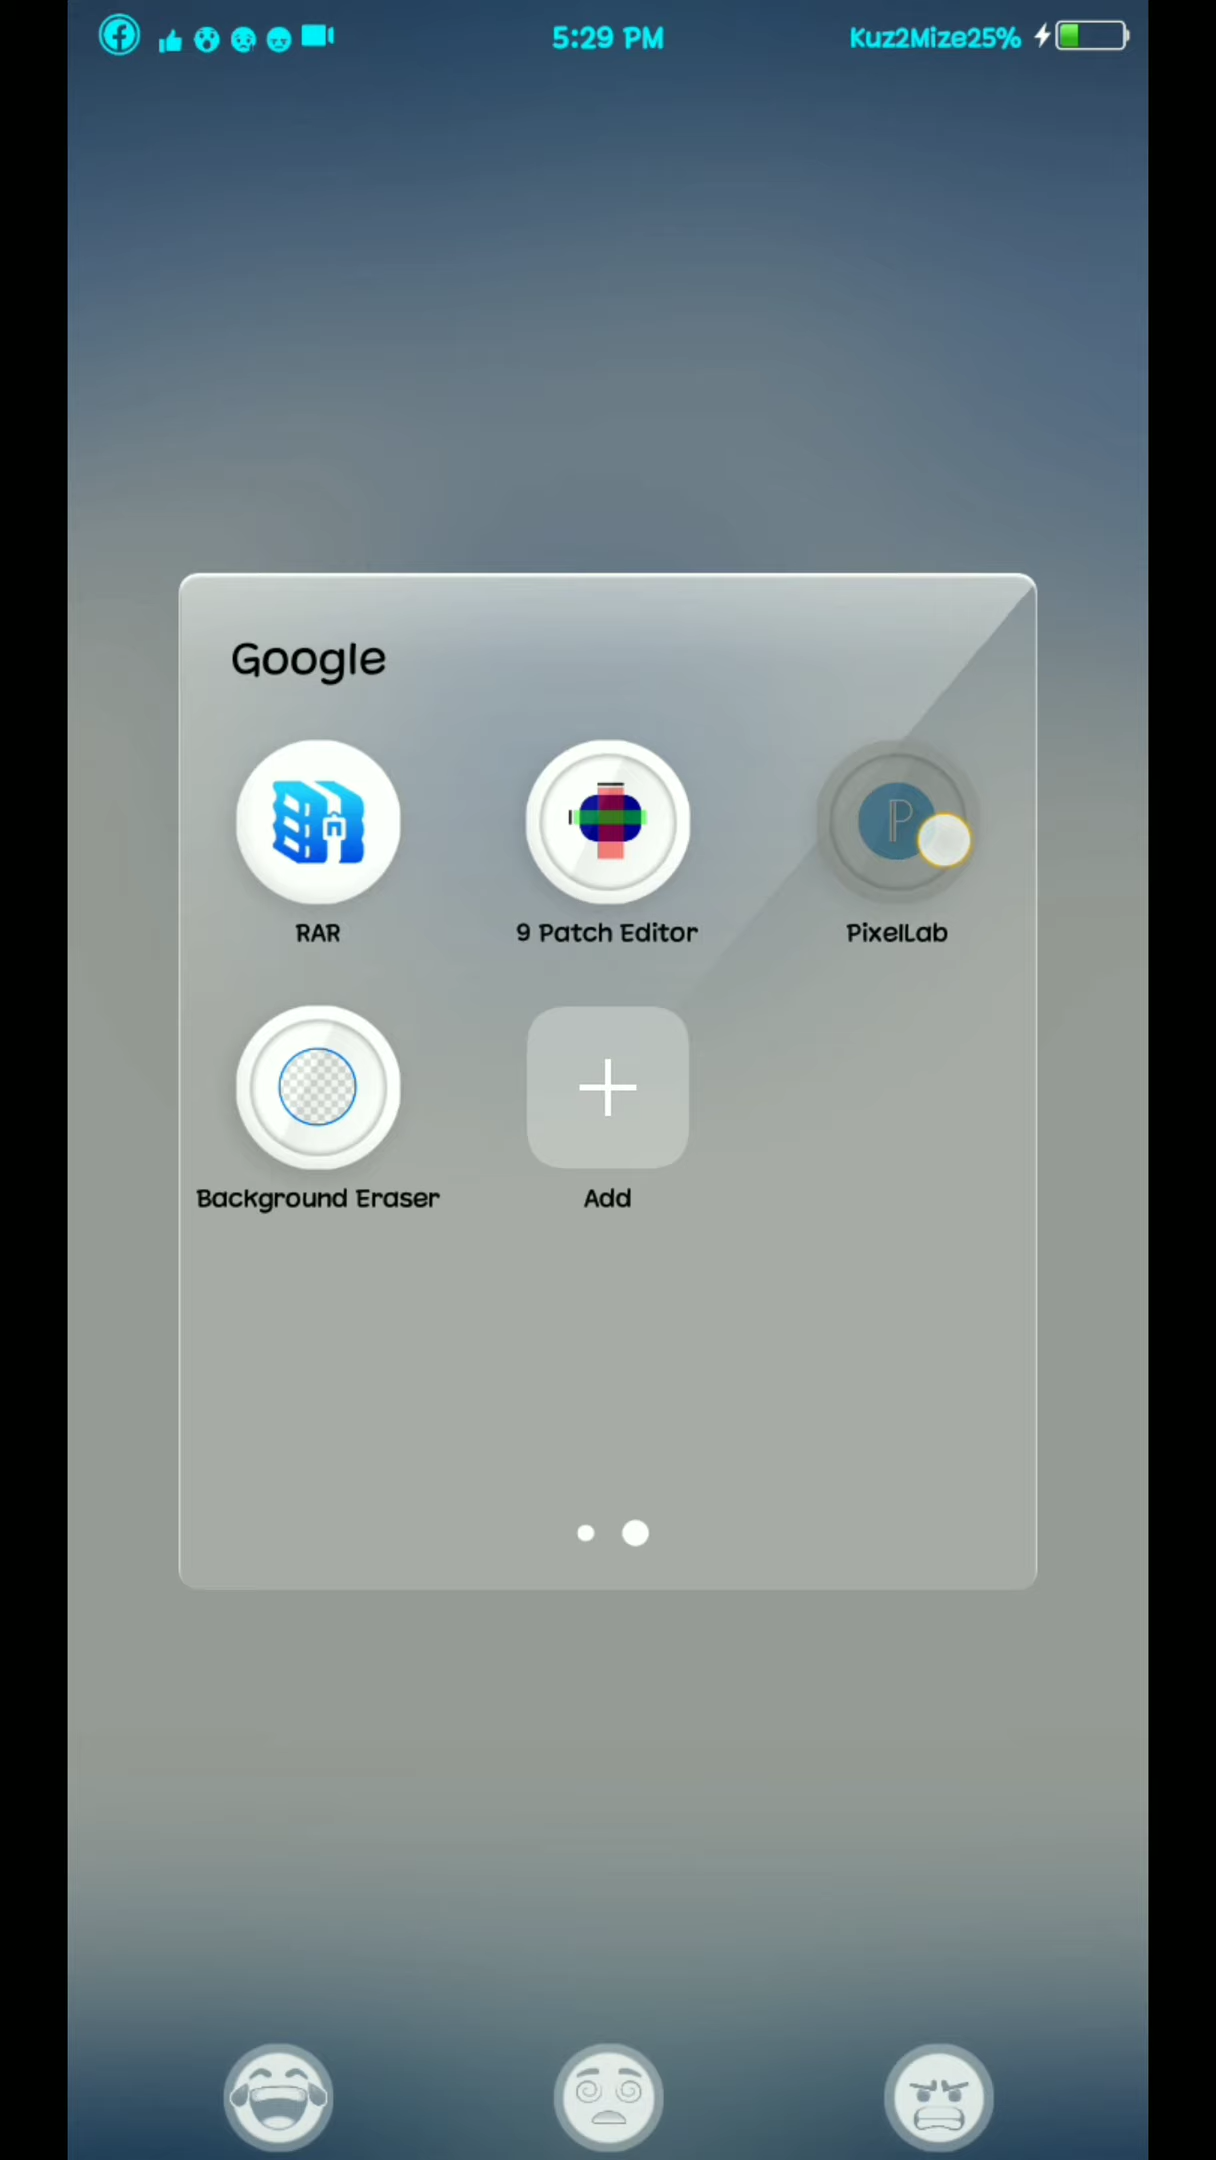 5:29 PM
Kuz2Mize25%
Google
RAR
9 Patch Editor
P
PixelLab
Background Eraser
Add